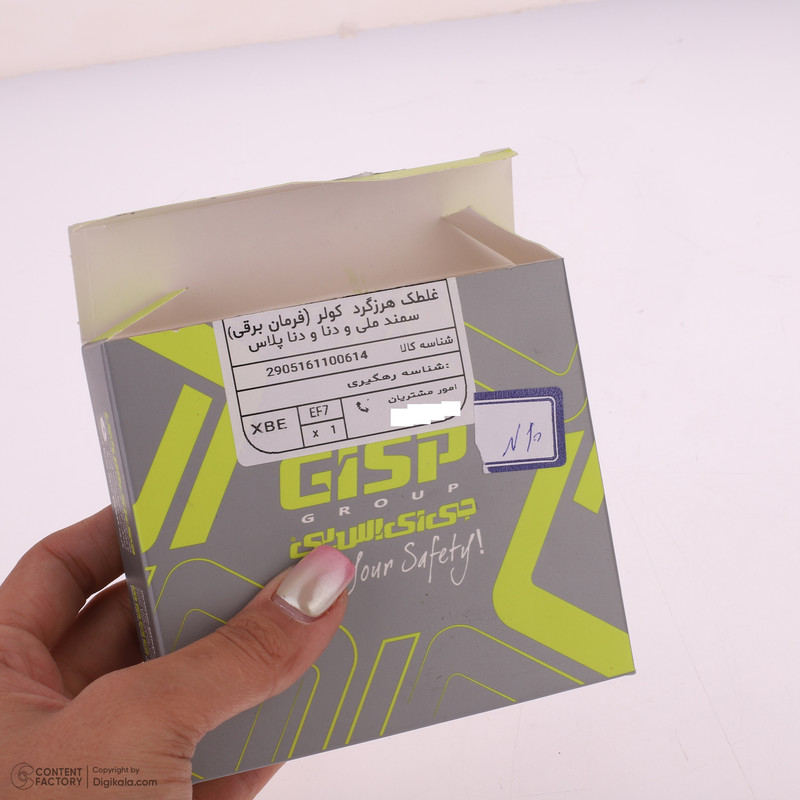 غلطک هرزگرد کولر (فرمان برقی)
سمند ملی و دنا و دنا پلاس
شناسه کالا
2905161100614
شناسه رهگیری:
امور مشتریان
XBE
EF7
x 1
GISP
GROUP
جی‌ای‌اس‌پی
Your Safety!
CONTENT FACTORY
Copyright by
Digikala.com